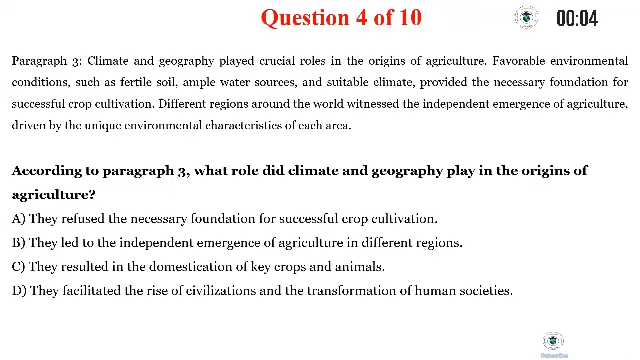 Question 4 of 10
00:04
Paragraph 3: Climate and geography played crucial roles in the origins of agriculture. Favorable environmental
conditions, such as fertile soil, ample water sources, and suitable climate, provided the necessary foundation for
successful crop cultivation. Different regions around the world witnessed the independent emergence of agriculture,
driven by the unique environmental characteristics of each area.
According to paragraph 3, what role did climate and geography play in the origins of
agriculture?
A) They refused the necessary foundation for successful crop cultivation.
B) They led to the independent emergence of agriculture in different regions.
C) They resulted in the domestication of key crops and animals.
D) They facilitated the rise of civilizations and the transformation of human societies.
Subscribe